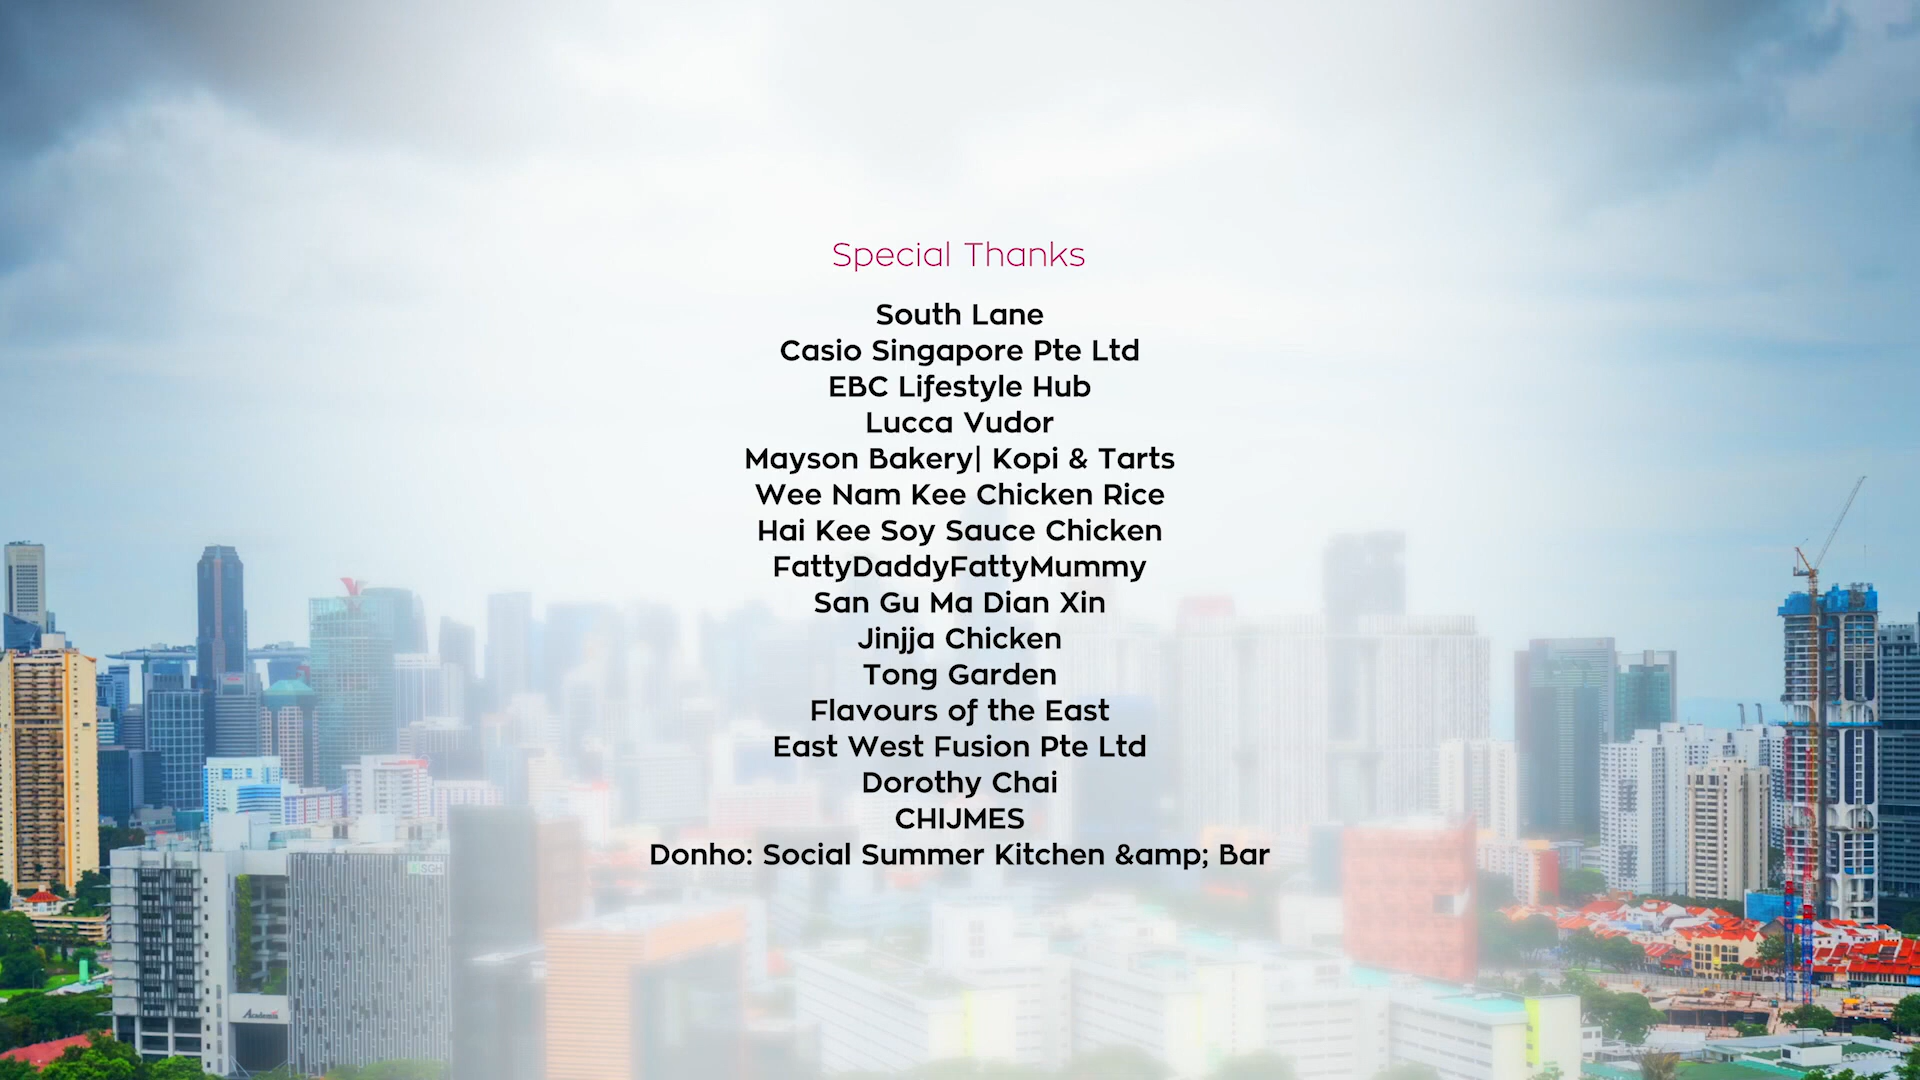 Special Thanks
South Lane
Casio Singapore Pte Ltd
EBC Lifestyle Hub
Lucca Vudor
Mayson Bakery| Kopi & Tarts
Wee Nam Kee Chicken Rice
Hai Kee Soy Sauce Chicken
FattyDaddyFattyMummy
San Gu Ma Dian Xin
Jinjja Chicken
Tong Garden
Flavours of the East
East West Fusion Pte Ltd
Dorothy Chai
CHIJMES
Donho: Social Summer Kitchen &amp; Bar
SGH
Academia